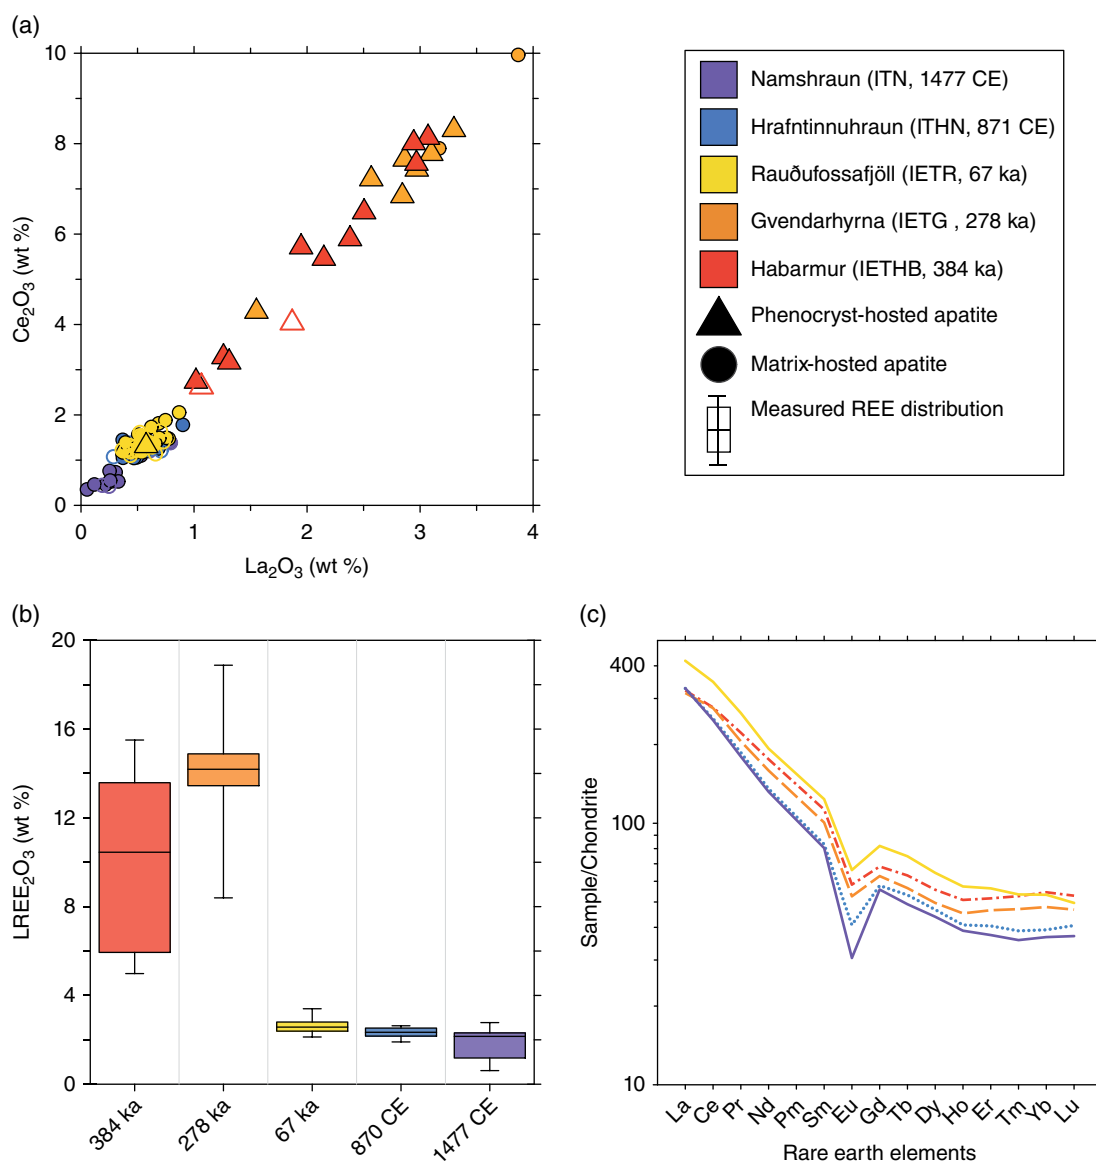 (a)
10
8
6
4
2
0
Ce₂O₃ (wt %)
0 1 2 3 4
La₂O₃ (wt %)
Namshraun (ITN, 1477 CE)
Hrafntinnuhraun (ITHN, 871 CE)
Rauðufossafjöll (IETR, 67 ka)
Gvendarhyrna (IETG , 278 ka)
Habarmur (IETHB, 384 ka)
Phenocryst-hosted apatite
Matrix-hosted apatite
Measured REE distribution
(b)
20
16
12
8
4
0
LREE₂O₃ (wt %)
384 ka 278 ka 67 ka 870 CE 1477 CE
(c)
400
100
10
Sample/Chondrite
La Ce Pr Nd Pm Sm Eu Gd Tb Dy Ho Er Tm Yb Lu
Rare earth elements